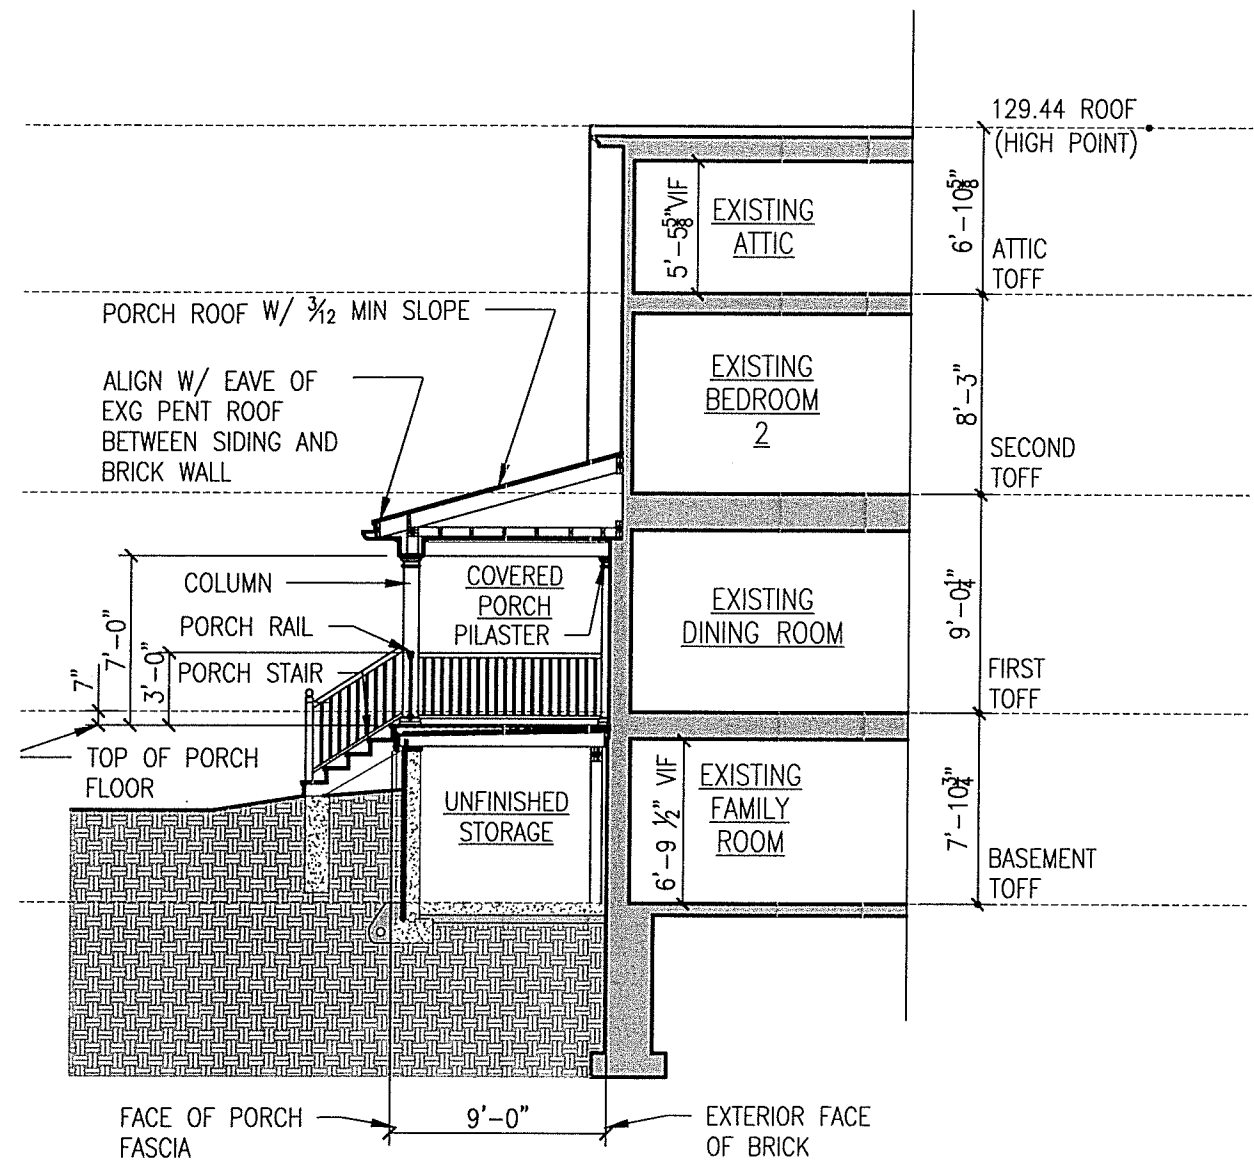 129.44 ROOF
(HIGH POINT)
5'-5⅝" VIF
EXISTING
ATTIC
6'-10⅝"
ATTIC
TOFF
PORCH ROOF W/ 3/12 MIN SLOPE
ALIGN W/ EAVE OF
EXG PENT ROOF
BETWEEN SIDING AND
BRICK WALL
EXISTING
BEDROOM
2
8'-3"
SECOND
TOFF
COLUMN
PORCH RAIL
PORCH STAIR
7'-0"
3'-0"
7"
COVERED
PORCH
PILASTER
EXISTING
DINING ROOM
9'-0¼"
FIRST
TOFF
TOP OF PORCH
FLOOR
UNFINISHED
STORAGE
6'-9 ½" VIF
EXISTING
FAMILY
ROOM
7'-10¾"
BASEMENT
TOFF
FACE OF PORCH
FASCIA
9'-0"
EXTERIOR FACE
OF BRICK